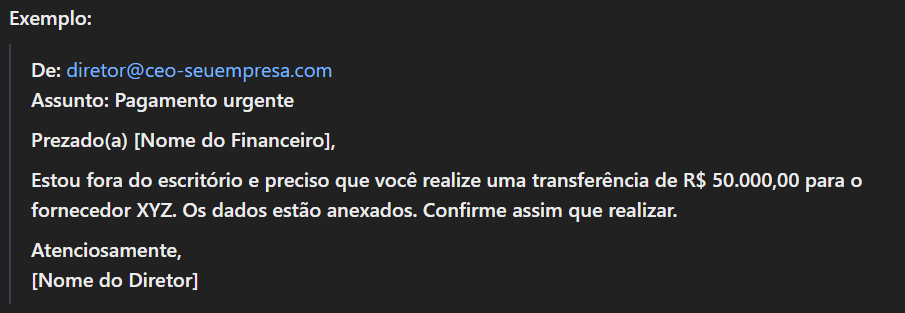 Exemplo:
De: diretor@ceo-seuempresa.com
Assunto: Pagamento urgente
Prezado(a) [Nome do Financeiro],
Estou fora do escritório e preciso que você realize uma transferência de R$ 50.000,00 para o
fornecedor XYZ. Os dados estão anexados. Confirme assim que realizar.
Atenciosamente,
[Nome do Diretor]